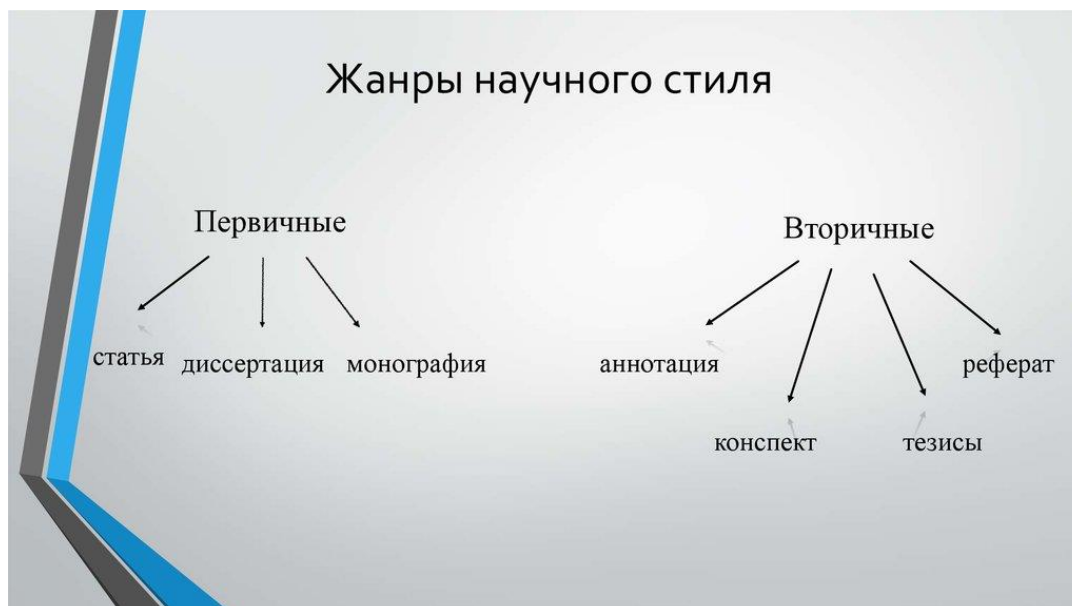 Жанры научного стиля
Первичные
Вторичные
статья
диссертация
монография
аннотация
реферат
конспект
тезисы